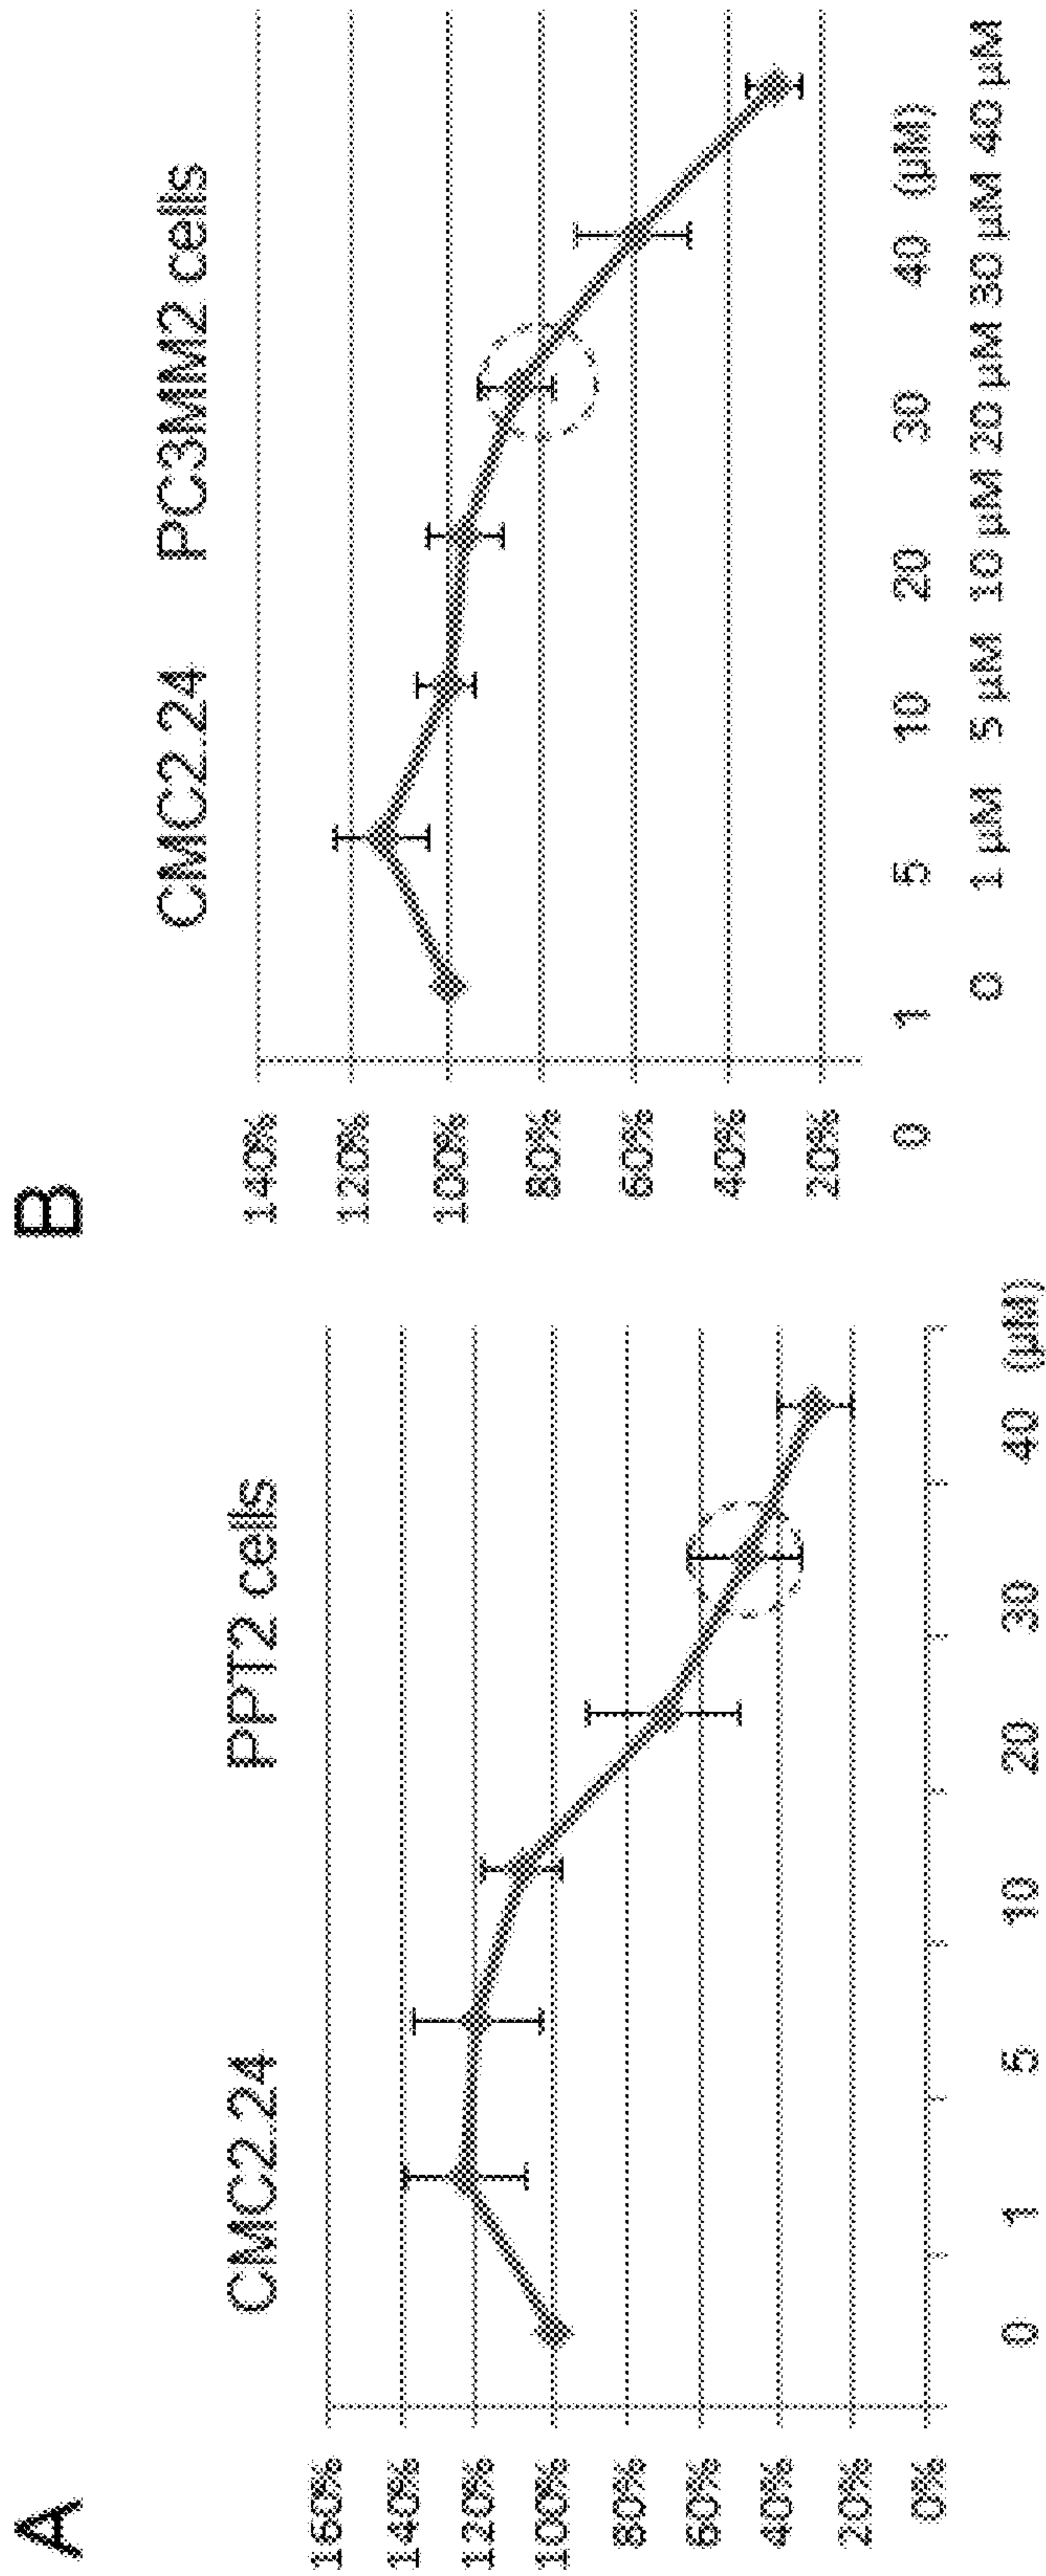 A
CMC2.24 PPT2 cells
160%
140%
120%
100%
80%
60%
40%
20%
0%
0 1 5 10 20 30 40 (µM)
B
CMC2.24 PC3MM2 cells
140%
120%
100%
80%
60%
40%
20%
0 1 5 10 20 30 40 (µM)
0 1 µM 5 µM 10 µM 20 µM 30 µM 40 µM